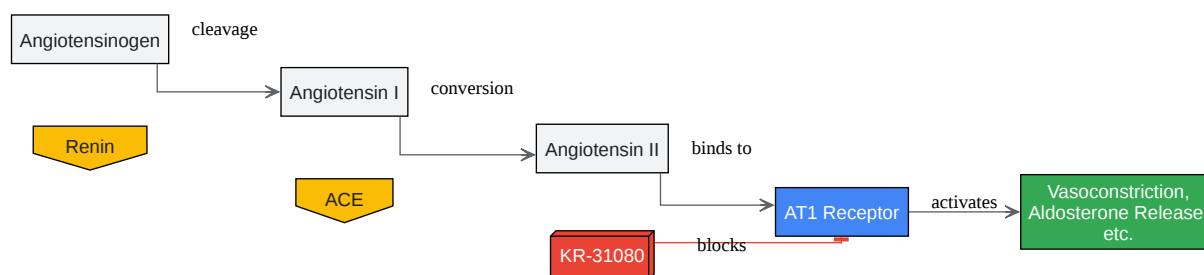 Angiotensinogen
cleavage
Angiotensin I
conversion
Renin
Angiotensin II
binds to
ACE
AT1 Receptor
activates
Vasoconstriction,
Aldosterone Release
etc.
KR-31080
blocks